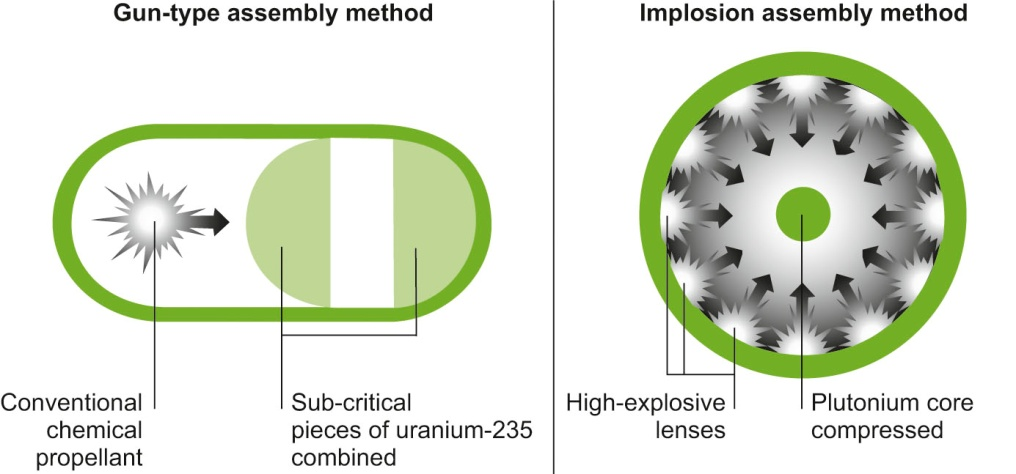 Gun-type assembly method
Conventional
chemical
propellant
Sub-critical
pieces of uranium-235
combined
Implosion assembly method
High-explosive
lenses
Plutonium core
compressed